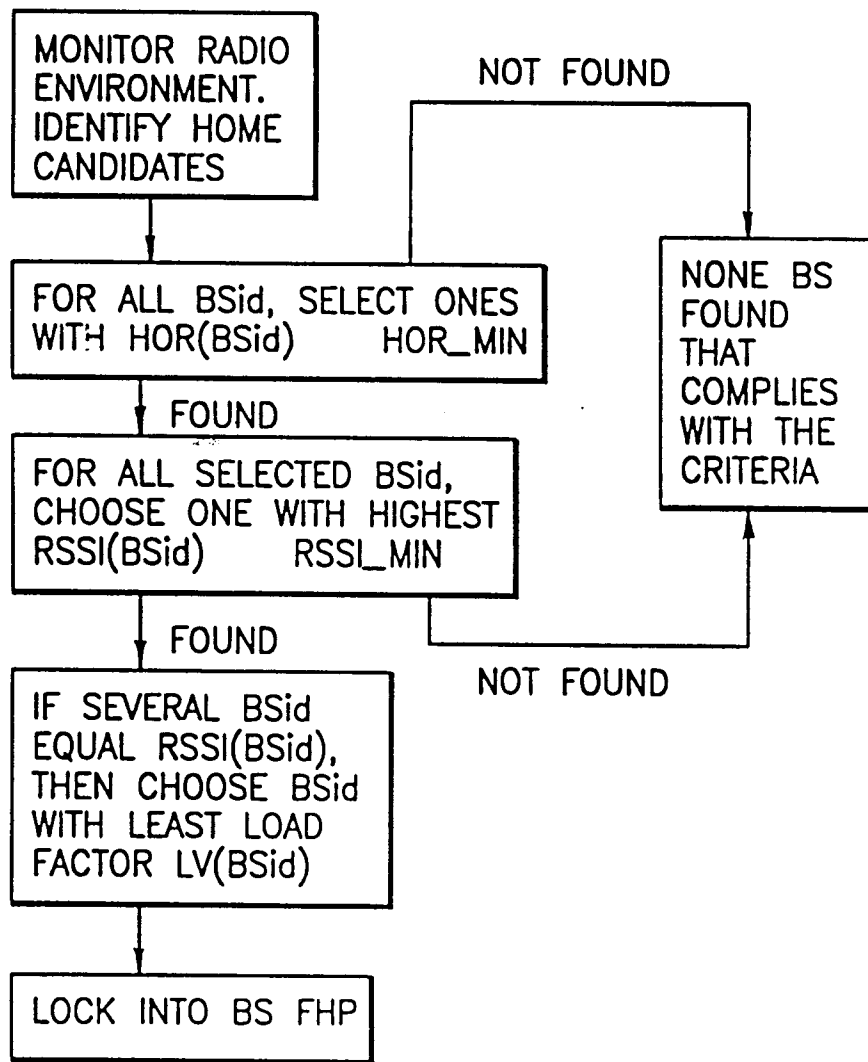 MONITOR RADIO
ENVIRONMENT.
IDENTIFY HOME
CANDIDATES
NOT FOUND
FOR ALL BSid, SELECT ONES
WITH HOR(BSid) HOR_MIN
NONE BS
FOUND
THAT
COMPLIES
WITH THE
CRITERIA
FOUND
FOR ALL SELECTED BSid,
CHOOSE ONE WITH HIGHEST
RSSI(BSid) RSSI_MIN
FOUND
NOT FOUND
IF SEVERAL BSid
EQUAL RSSI(BSid),
THEN CHOOSE BSid
WITH LEAST LOAD
FACTOR LV(BSid)
LOCK INTO BS FHP